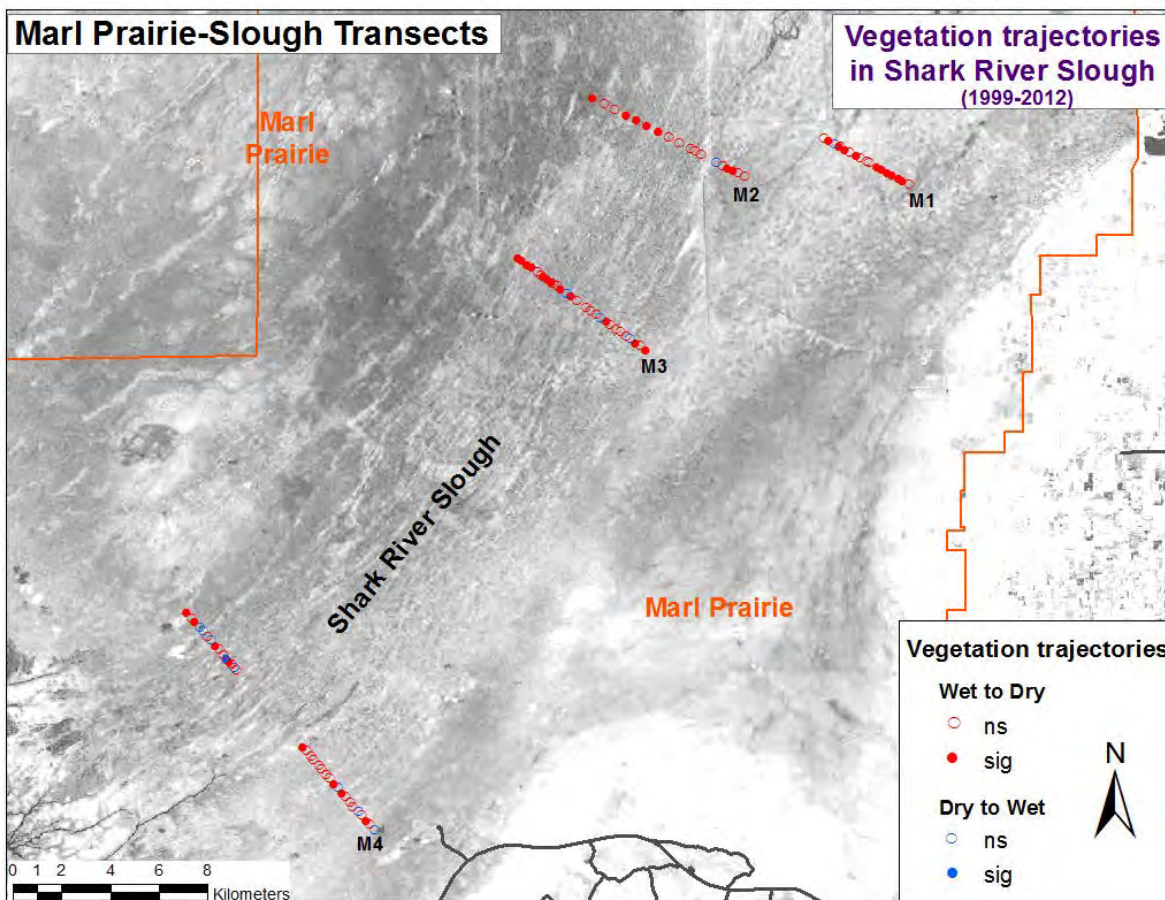 Marl Prairie-Slough Transects
Vegetation trajectories
in Shark River Slough
(1999-2012)
Marl
Prairie
M2
M1
M3
Shark River Slough
Marl Prairie
M4
Vegetation trajectories
Wet to Dry
ns
sig
Dry to Wet
ns
sig
N
0 1 2 4 6 8
Kilometers